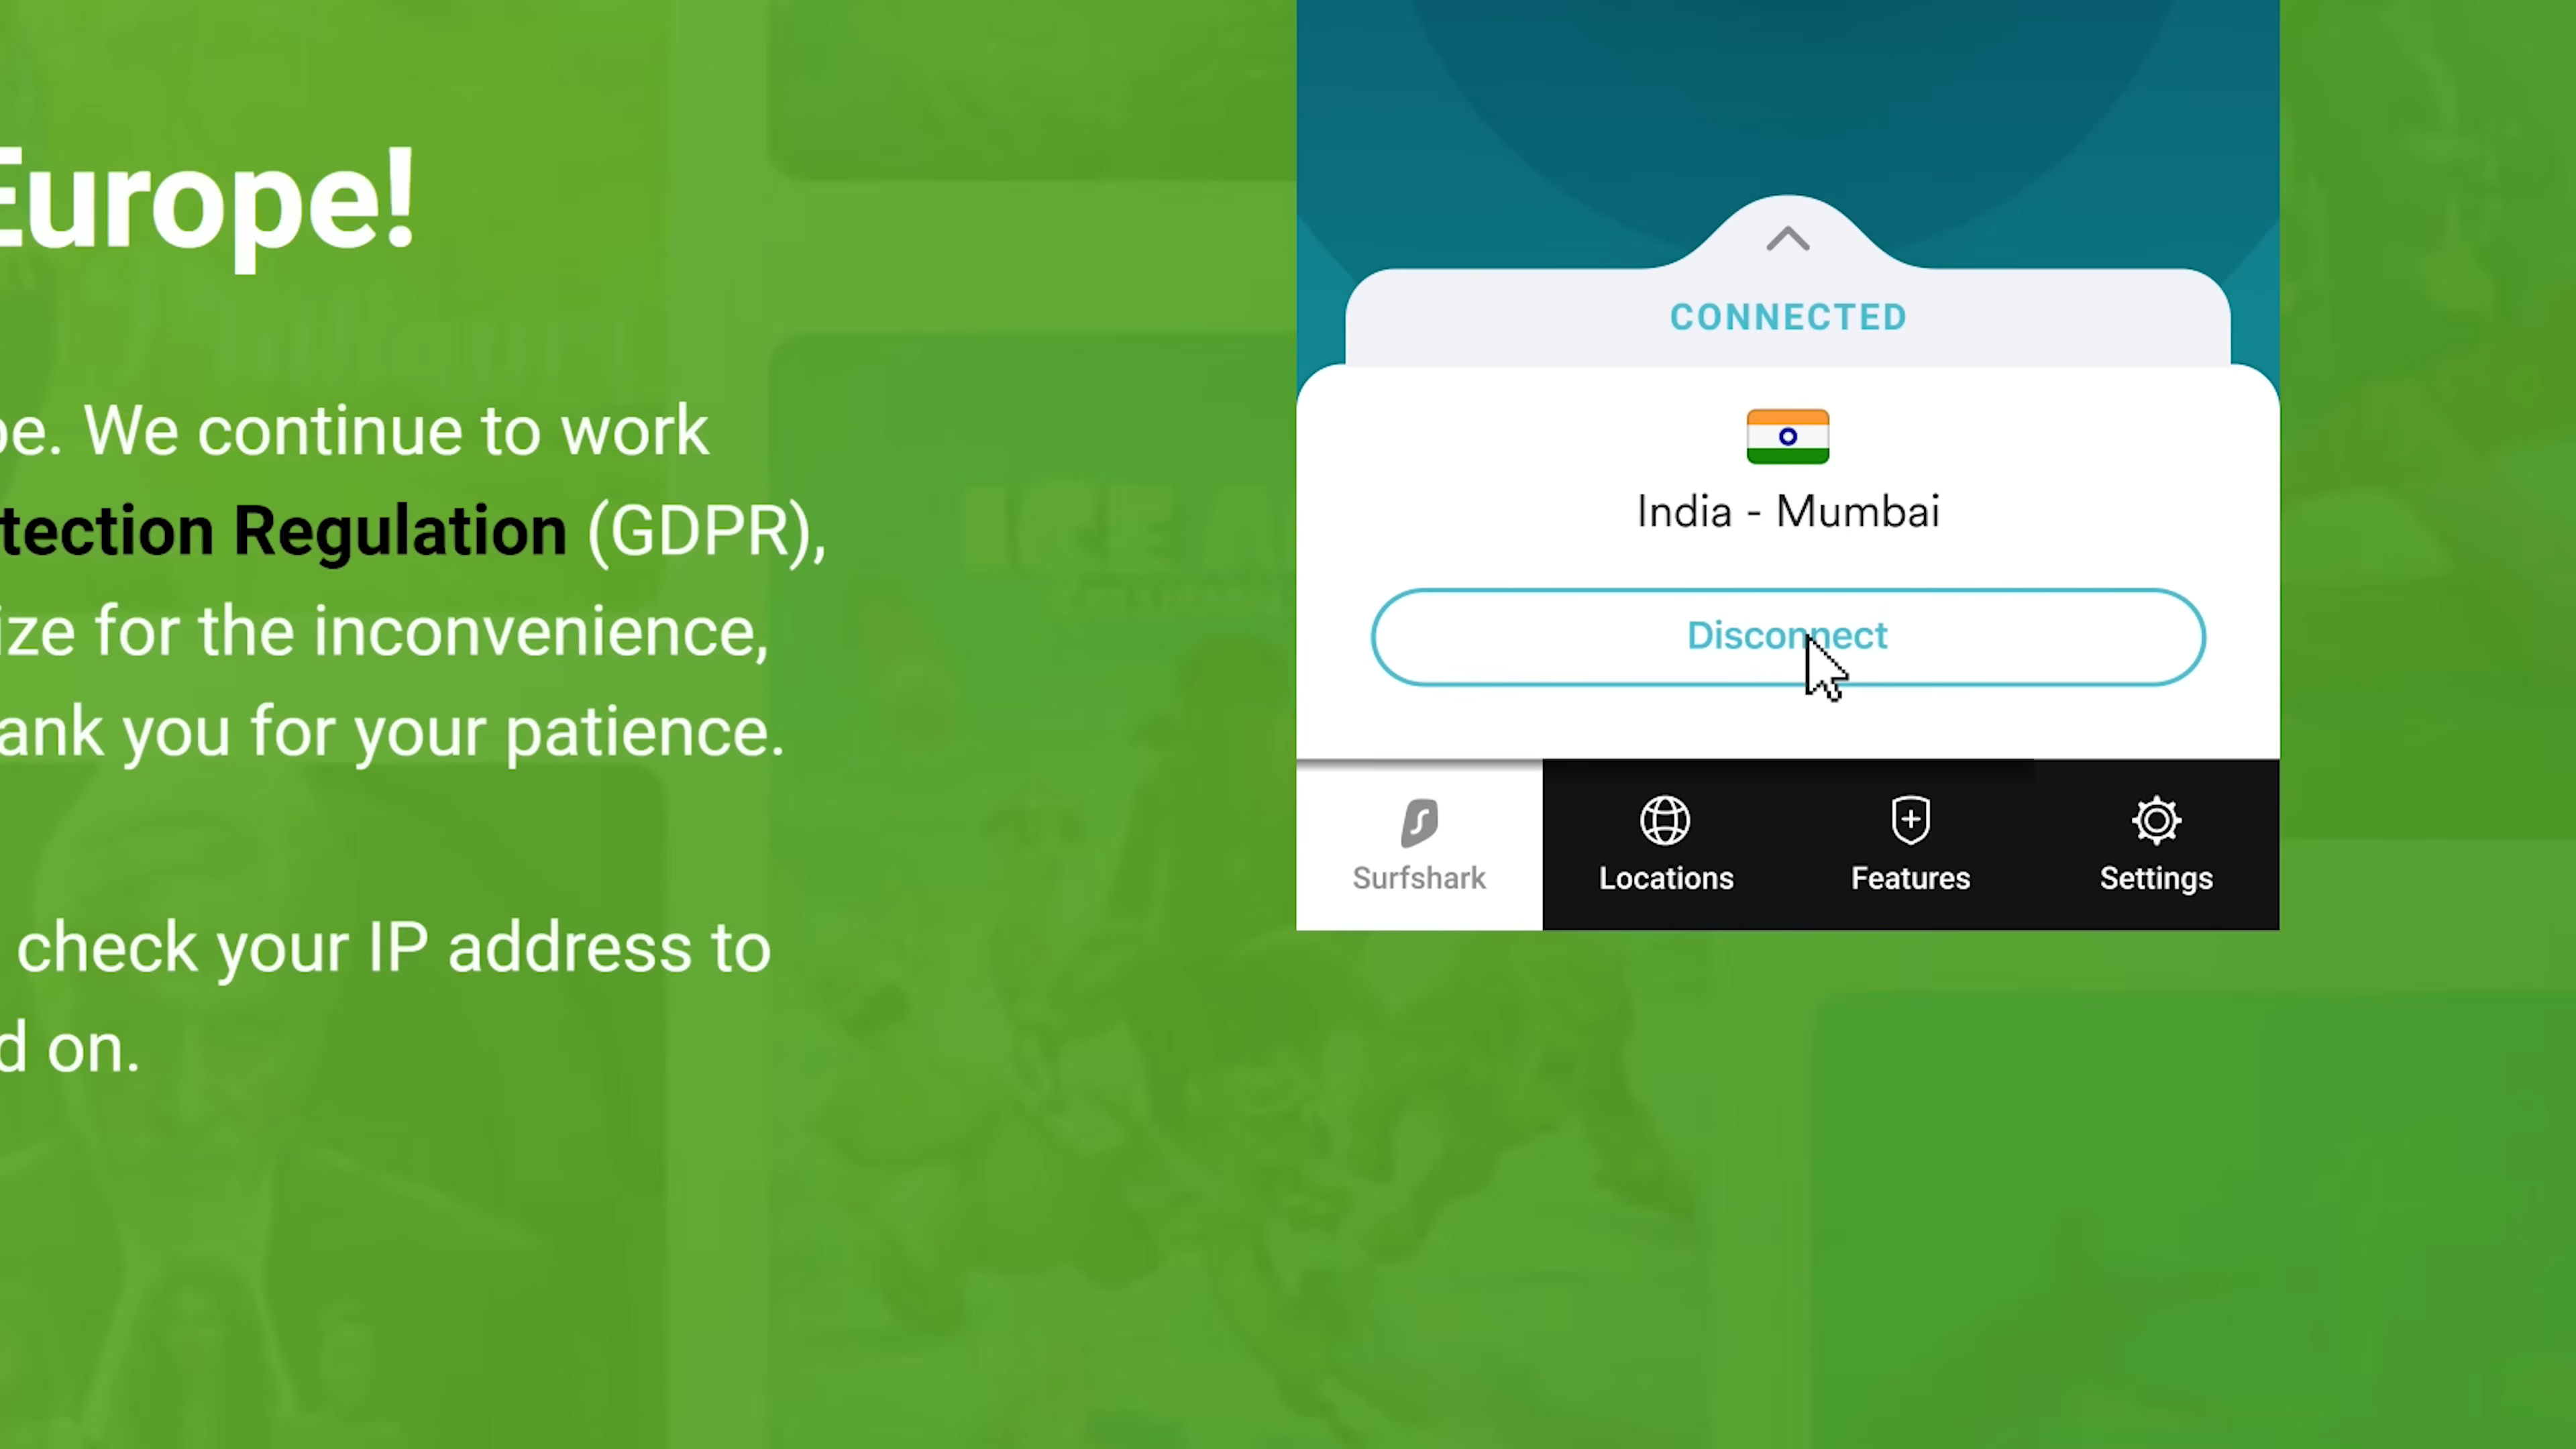 Europe!
pe. We continue to work
tection Regulation (GDPR),
ize for the inconvenience,
ank you for your patience.
check your IP address to
d on.
ICE A
CONNECTED
India - Mumbai
Disconnect
Surfshark
Locations
Features
Settings